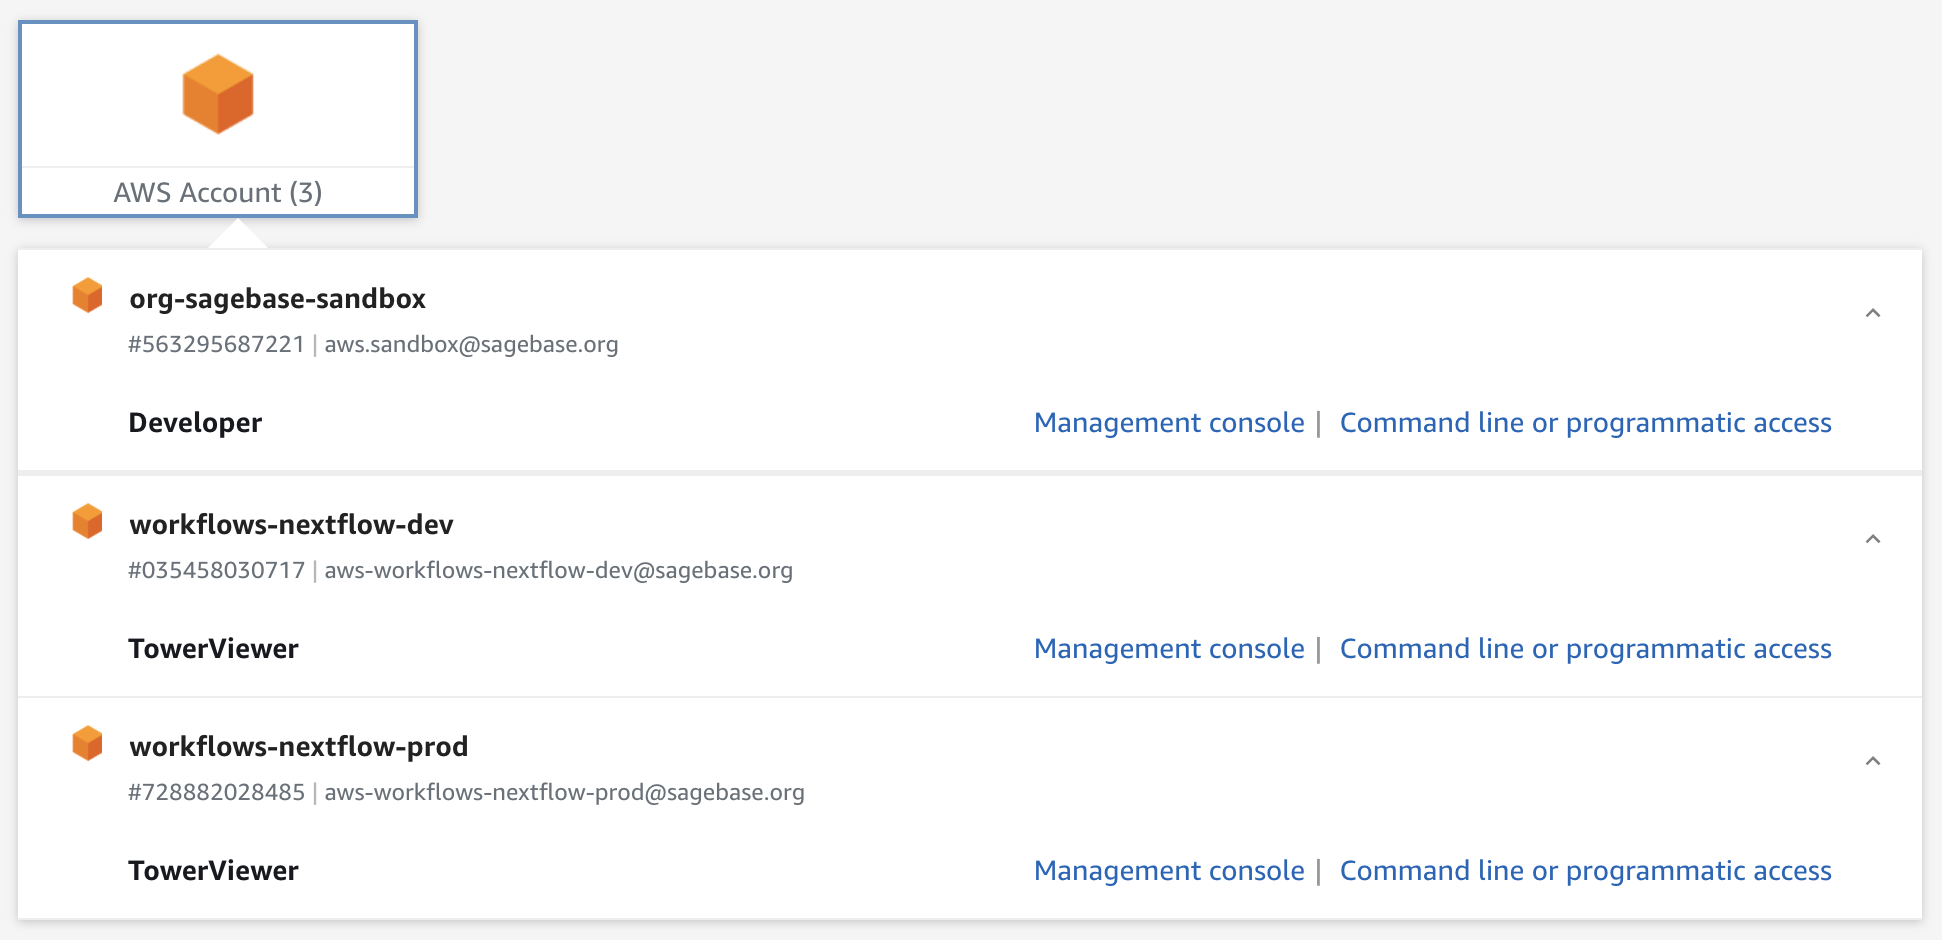 AWS Account (3)
org-sagebase-sandbox
#563295687221 | aws.sandbox@sagebase.org
Developer
Management console | Command line or programmatic access
workflows-nextflow-dev
#035458030717 | aws-workflows-nextflow-dev@sagebase.org
TowerViewer
Management console | Command line or programmatic access
workflows-nextflow-prod
#728882028485 | aws-workflows-nextflow-prod@sagebase.org
TowerViewer
Management console | Command line or programmatic access